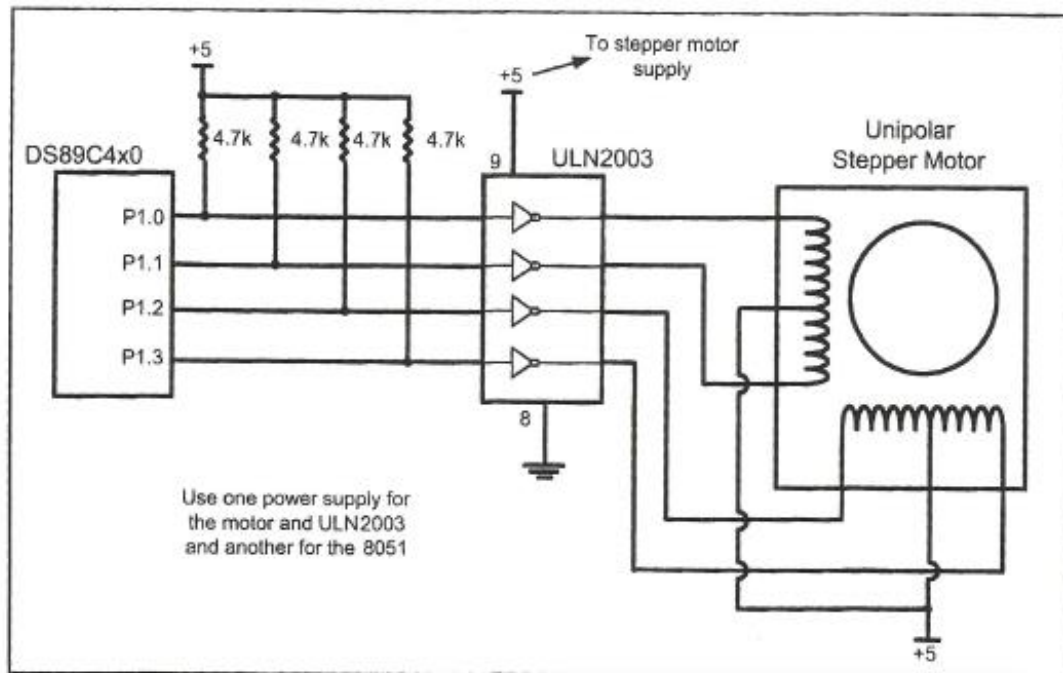 +5
To stepper motor
supply
+5
4.7k
4.7k
4.7k
4.7k
DS89C4x0
9
ULN2003
Unipolar
Stepper Motor
P1.0
P1.1
P1.2
P1.3
8
Use one power supply for
the motor and ULN2003
and another for the 8051
+5